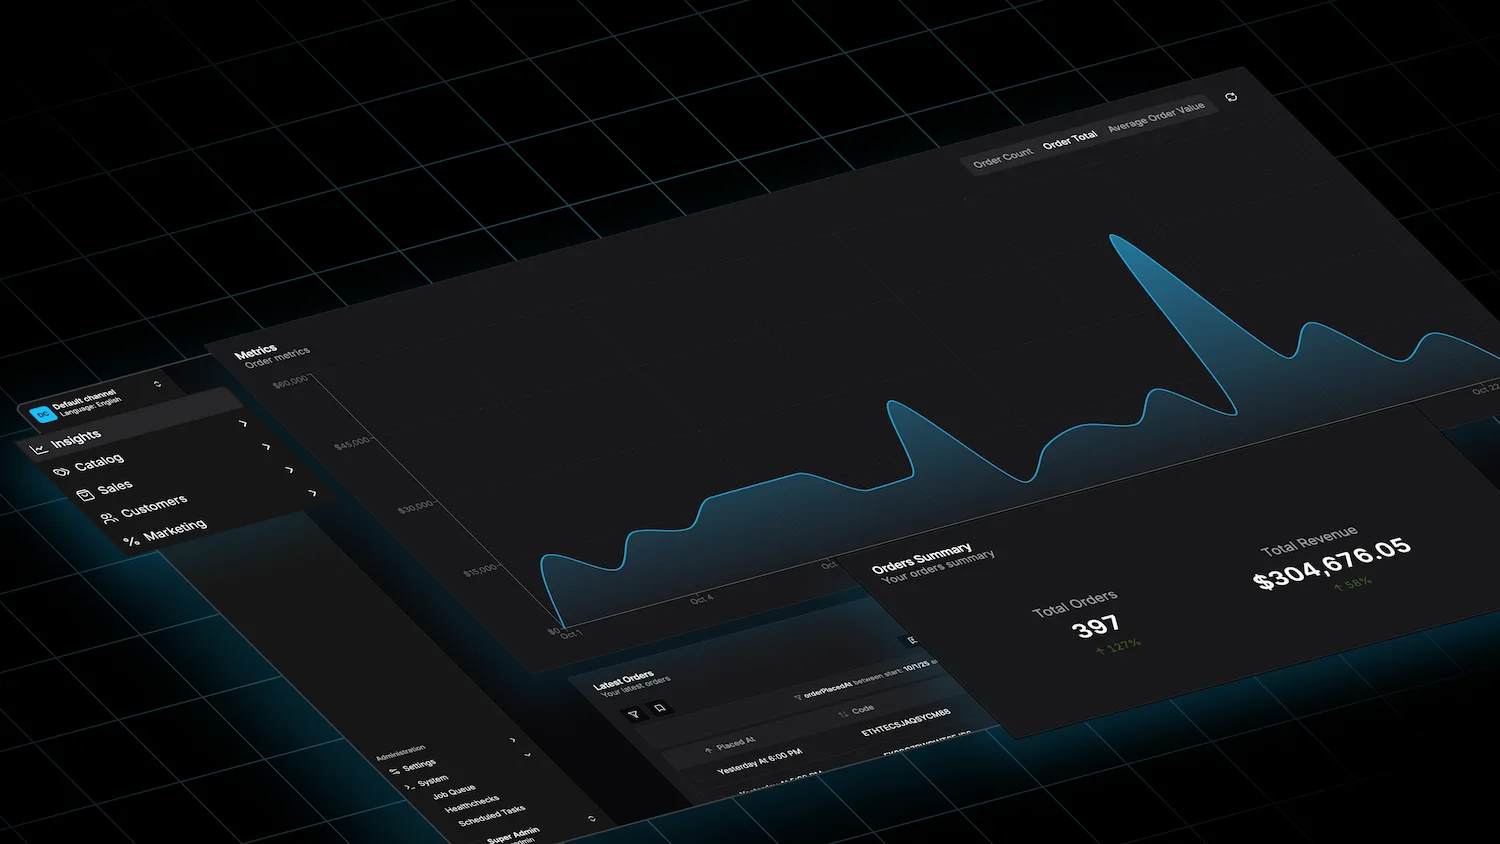 Order Count
Order Total
Average Order Value
Metrics
Order metrics
$60,000
$45,000
$30,000
$15,000
$0
Oct 1
Oct 4
Oct
Oct 22
DC
Default channel
Language: English
Insights
Catalog
Sales
Customers
Marketing
Administration
Settings
System
Job Queue
Healthchecks
Scheduled Tasks
Super Admin
Orders Summary
Your orders summary
Total Orders
397
↑ 127%
Total Revenue
$304,676.05
↑ 58%
Latest Orders
Your latest orders
orderPlacedAt between start: 10/1/25
Placed At
Code
Yesterday At 6:00 PM
ETHTECSJAQSYCM88